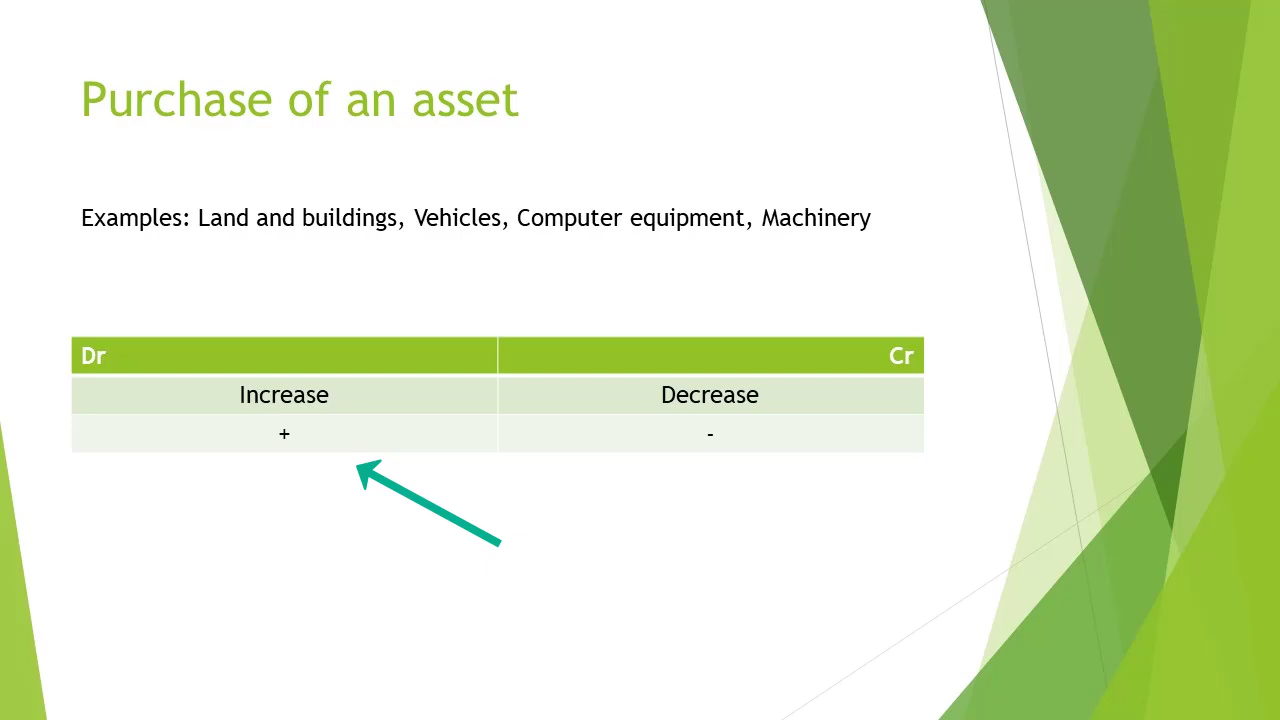 Purchase of an asset
Examples: Land and buildings, Vehicles, Computer equipment, Machinery
Dr Cr
Increase Decrease
+ -